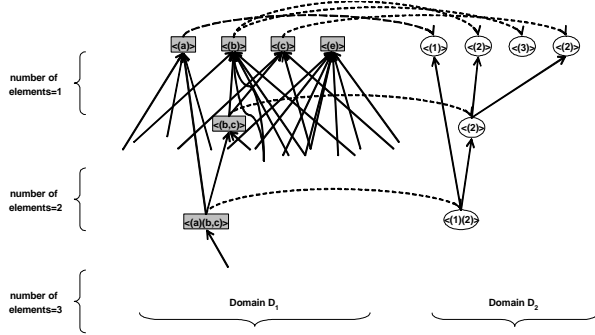 <(a)> <(b)> <(c)> <(e)> <(1)> <(2)> <(3)> <(2)>
number of
elements=1
<(b,c)> <(2)>
number of
elements=2
<(a)(b,c)> <(1)(2)>
number of
elements=3
Domain D1 Domain D2